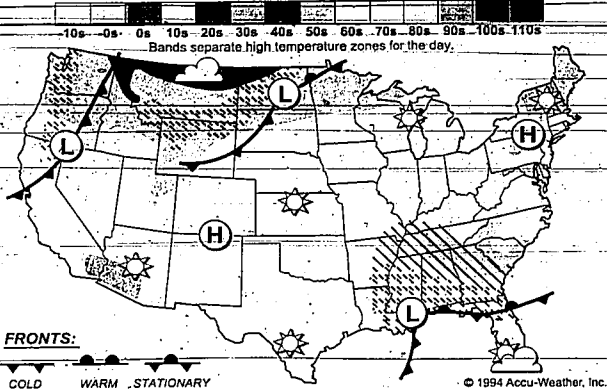 -10s -0s 0s 10s 20s 30s 40s 50s 60s 70s 80s 90s 100s 110s
Bands separate high temperature zones for the day.
L
L
H
H
L
FRONTS:
COLD WARM STATIONARY
© 1994 Accu-Weather, Inc.